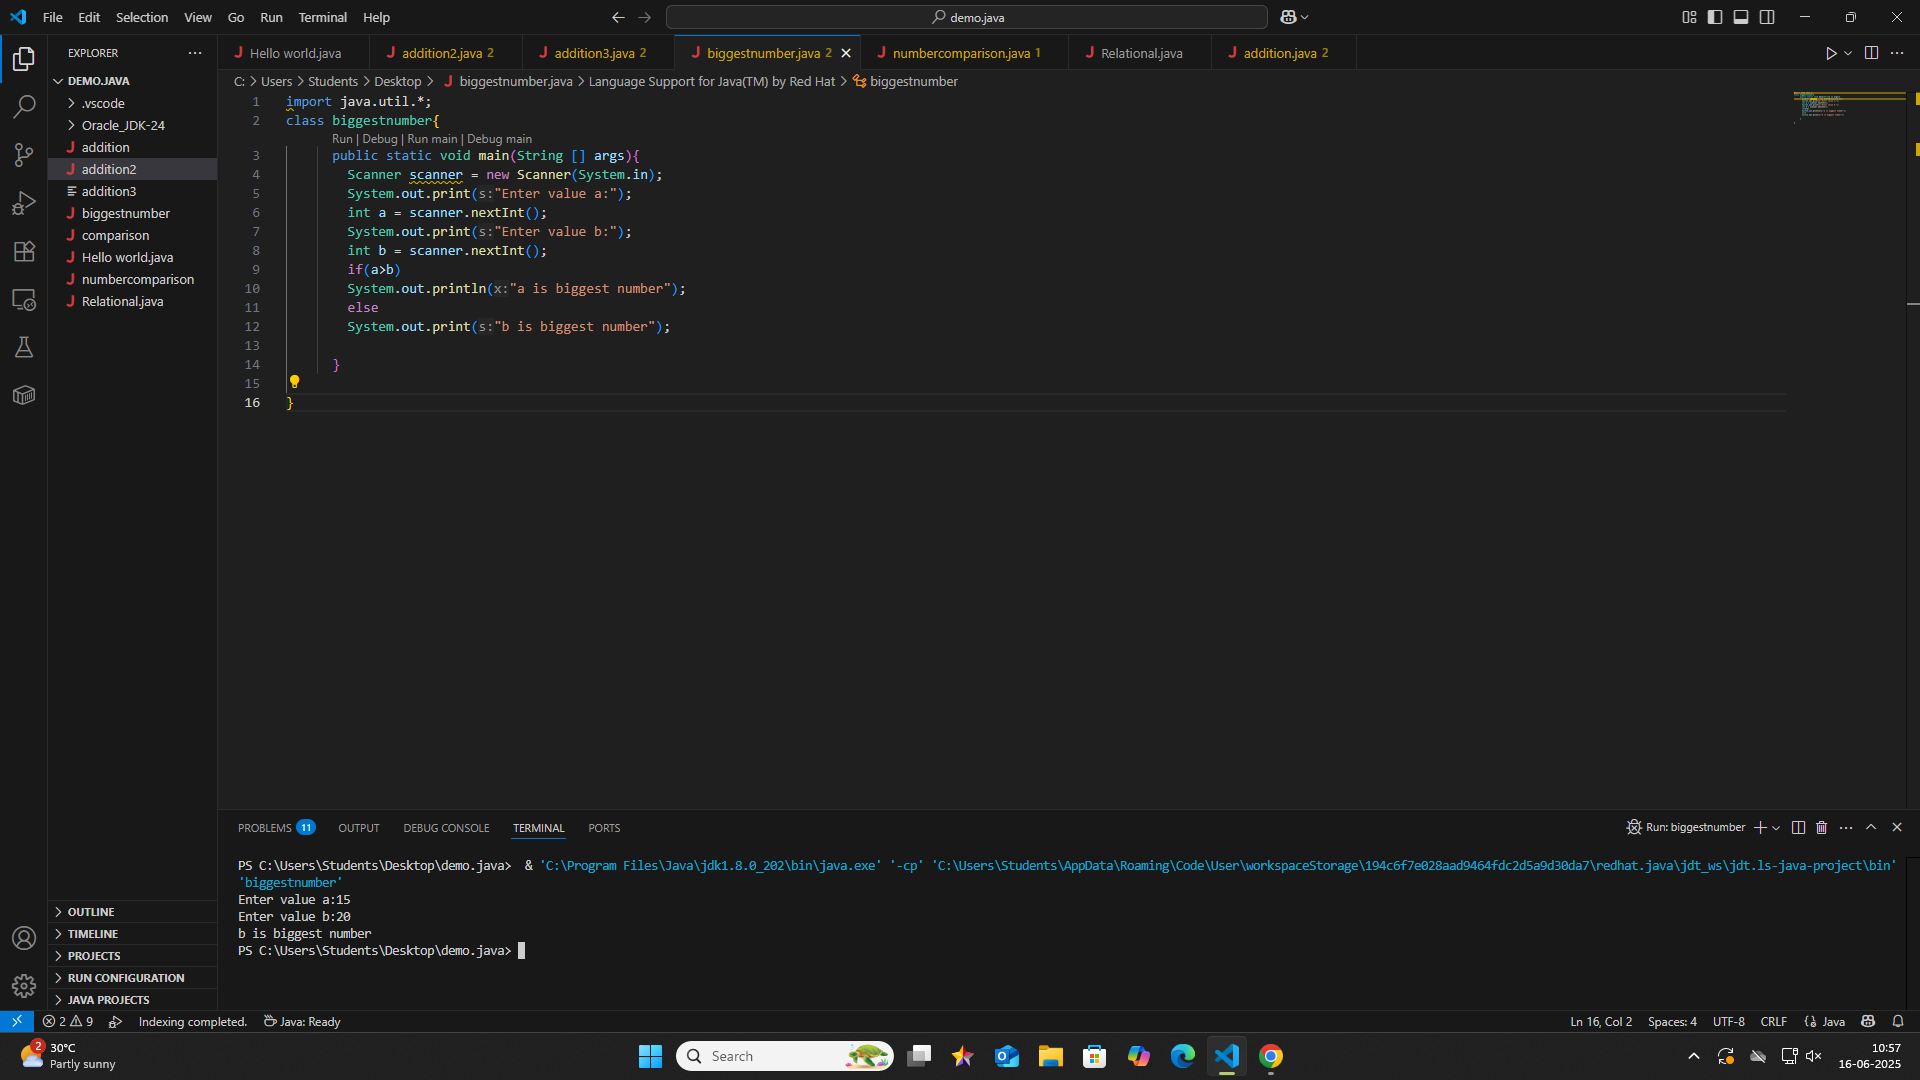 File Edit Selection View Go Run Terminal Help
demo.java
EXPLORER
DEMO.JAVA
.vscode
Oracle_JDK-24
addition
addition2
addition3
biggestnumber
comparison
Hello world.java
numbercomparison
Relational.java
OUTLINE
TIMELINE
PROJECTS
RUN CONFIGURATION
JAVA PROJECTS
Hello world.java addition2.java 2 addition3.java 2 biggestnumber.java 2 numbercomparison.java 1 Relational.java addition.java 2
C: > Users > Students > Desktop > biggestnumber.java > Language Support for Java(TM) by Red Hat > biggestnumber
1 import java.util.*;
2 class biggestnumber{
Run | Debug | Run main | Debug main
3 public static void main(String [] args){
4 Scanner scanner = new Scanner(System.in);
5 System.out.print(s:"Enter value a:");
6 int a = scanner.nextInt();
7 System.out.print(s:"Enter value b:");
8 int b = scanner.nextInt();
9 if(a>b)
10 System.out.println(x:"a is biggest number");
11 else
12 System.out.print(s:"b is biggest number");
13
14 }
15
16 }
PROBLEMS 11 OUTPUT DEBUG CONSOLE TERMINAL PORTS
Run: biggestnumber
PS C:\Users\Students\Desktop\demo.java> & 'C:\Program Files\Java\jdk1.8.0_202\bin\java.exe' '-cp' 'C:\Users\Students\AppData\Roaming\Code\User\workspaceStorage\194c6f7e028aad9464fdc2d5a9d30da7\redhat.java\jdt_ws\jdt.ls-java-project\bin'
'biggestnumber'
Enter value a:15
Enter value b:20
b is biggest number
PS C:\Users\Students\Desktop\demo.java>
2 9 Indexing completed. Java: Ready
Ln 16, Col 2 Spaces: 4 UTF-8 CRLF Java
2
30°C
Partly sunny
Search
10:57
16-06-2025